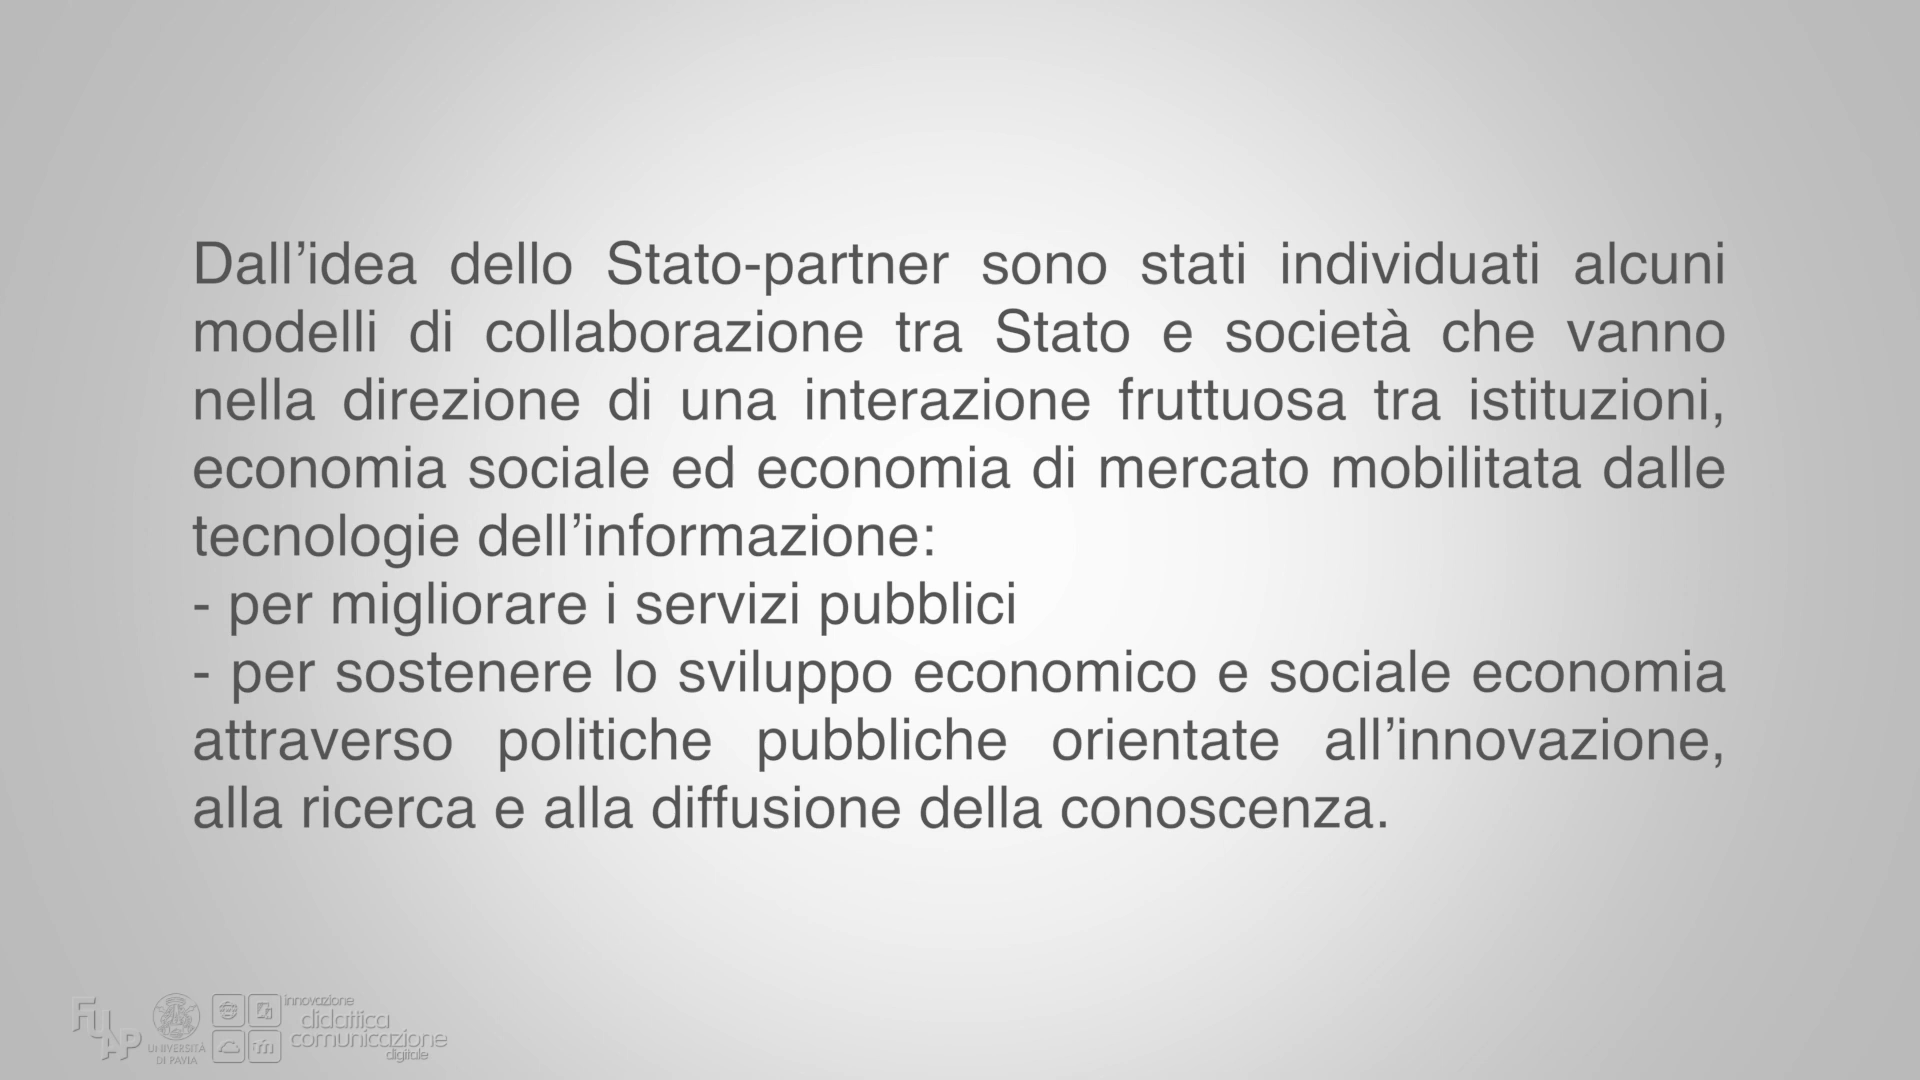 Dall’idea dello Stato-partner sono stati individuati alcuni
modelli di collaborazione tra Stato e società che vanno
nella direzione di una interazione fruttuosa tra istituzioni,
economia sociale ed economia di mercato mobilitata dalle
tecnologie dell’informazione:
- per migliorare i servizi pubblici
- per sostenere lo sviluppo economico e sociale economia
attraverso politiche pubbliche orientate all’innovazione,
alla ricerca e alla diffusione della conoscenza.
UNIVERSITÀ
DI PAVIA
innovazione
didattica
comunicazione
digitale